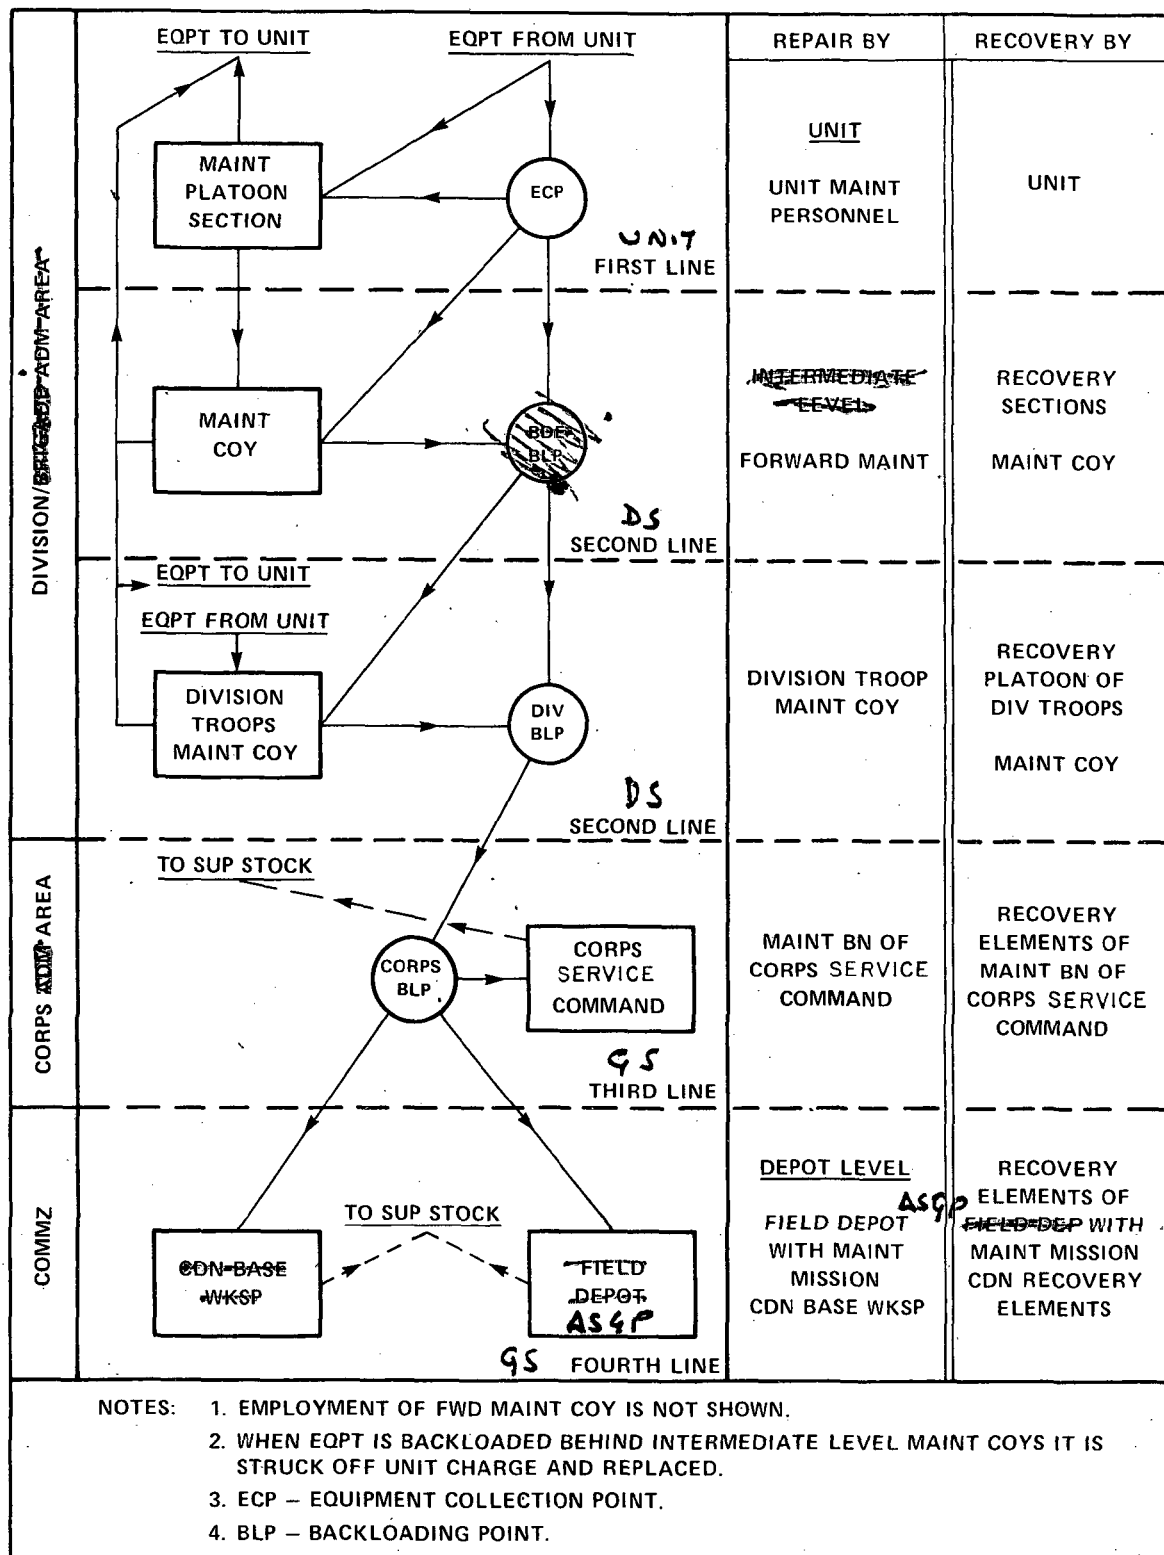 EQPT TO UNIT
EQPT FROM UNIT
REPAIR BY
RECOVERY BY
DIVISION/BRIGADE ADM AREA
MAINT
PLATOON
SECTION
ECP
UNIT
FIRST LINE
UNIT
UNIT MAINT
PERSONNEL
UNIT
MAINT
COY
BDE
BLP
DS
SECOND LINE
INTERMEDIATE
LEVEL
FORWARD MAINT
RECOVERY
SECTIONS
MAINT COY
EQPT TO UNIT
EQPT FROM UNIT
DIVISION
TROOPS
MAINT COY
DIV
BLP
DS
SECOND LINE
DIVISION TROOP
MAINT COY
RECOVERY
PLATOON OF
DIV TROOPS
MAINT COY
CORPS ADM AREA
TO SUP STOCK
CORPS
BLP
CORPS
SERVICE
COMMAND
GS
THIRD LINE
MAINT BN OF
CORPS SERVICE
COMMAND
RECOVERY
ELEMENTS OF
MAINT BN OF
CORPS SERVICE
COMMAND
COMMZ
TO SUP STOCK
CDN BASE
WKSP
FIELD
DEPOT
ASGP
GS FOURTH LINE
DEPOT LEVEL
FIELD DEPOT
WITH MAINT
MISSION
CDN BASE WKSP
RECOVERY
ELEMENTS OF
ASGP FIELD DEP WITH
MAINT MISSION
CDN RECOVERY
ELEMENTS
NOTES: 1. EMPLOYMENT OF FWD MAINT COY IS NOT SHOWN.
2. WHEN EQPT IS BACKLOADED BEHIND INTERMEDIATE LEVEL MAINT COYS IT IS
STRUCK OFF UNIT CHARGE AND REPLACED.
3. ECP – EQUIPMENT COLLECTION POINT.
4. BLP – BACKLOADING POINT.